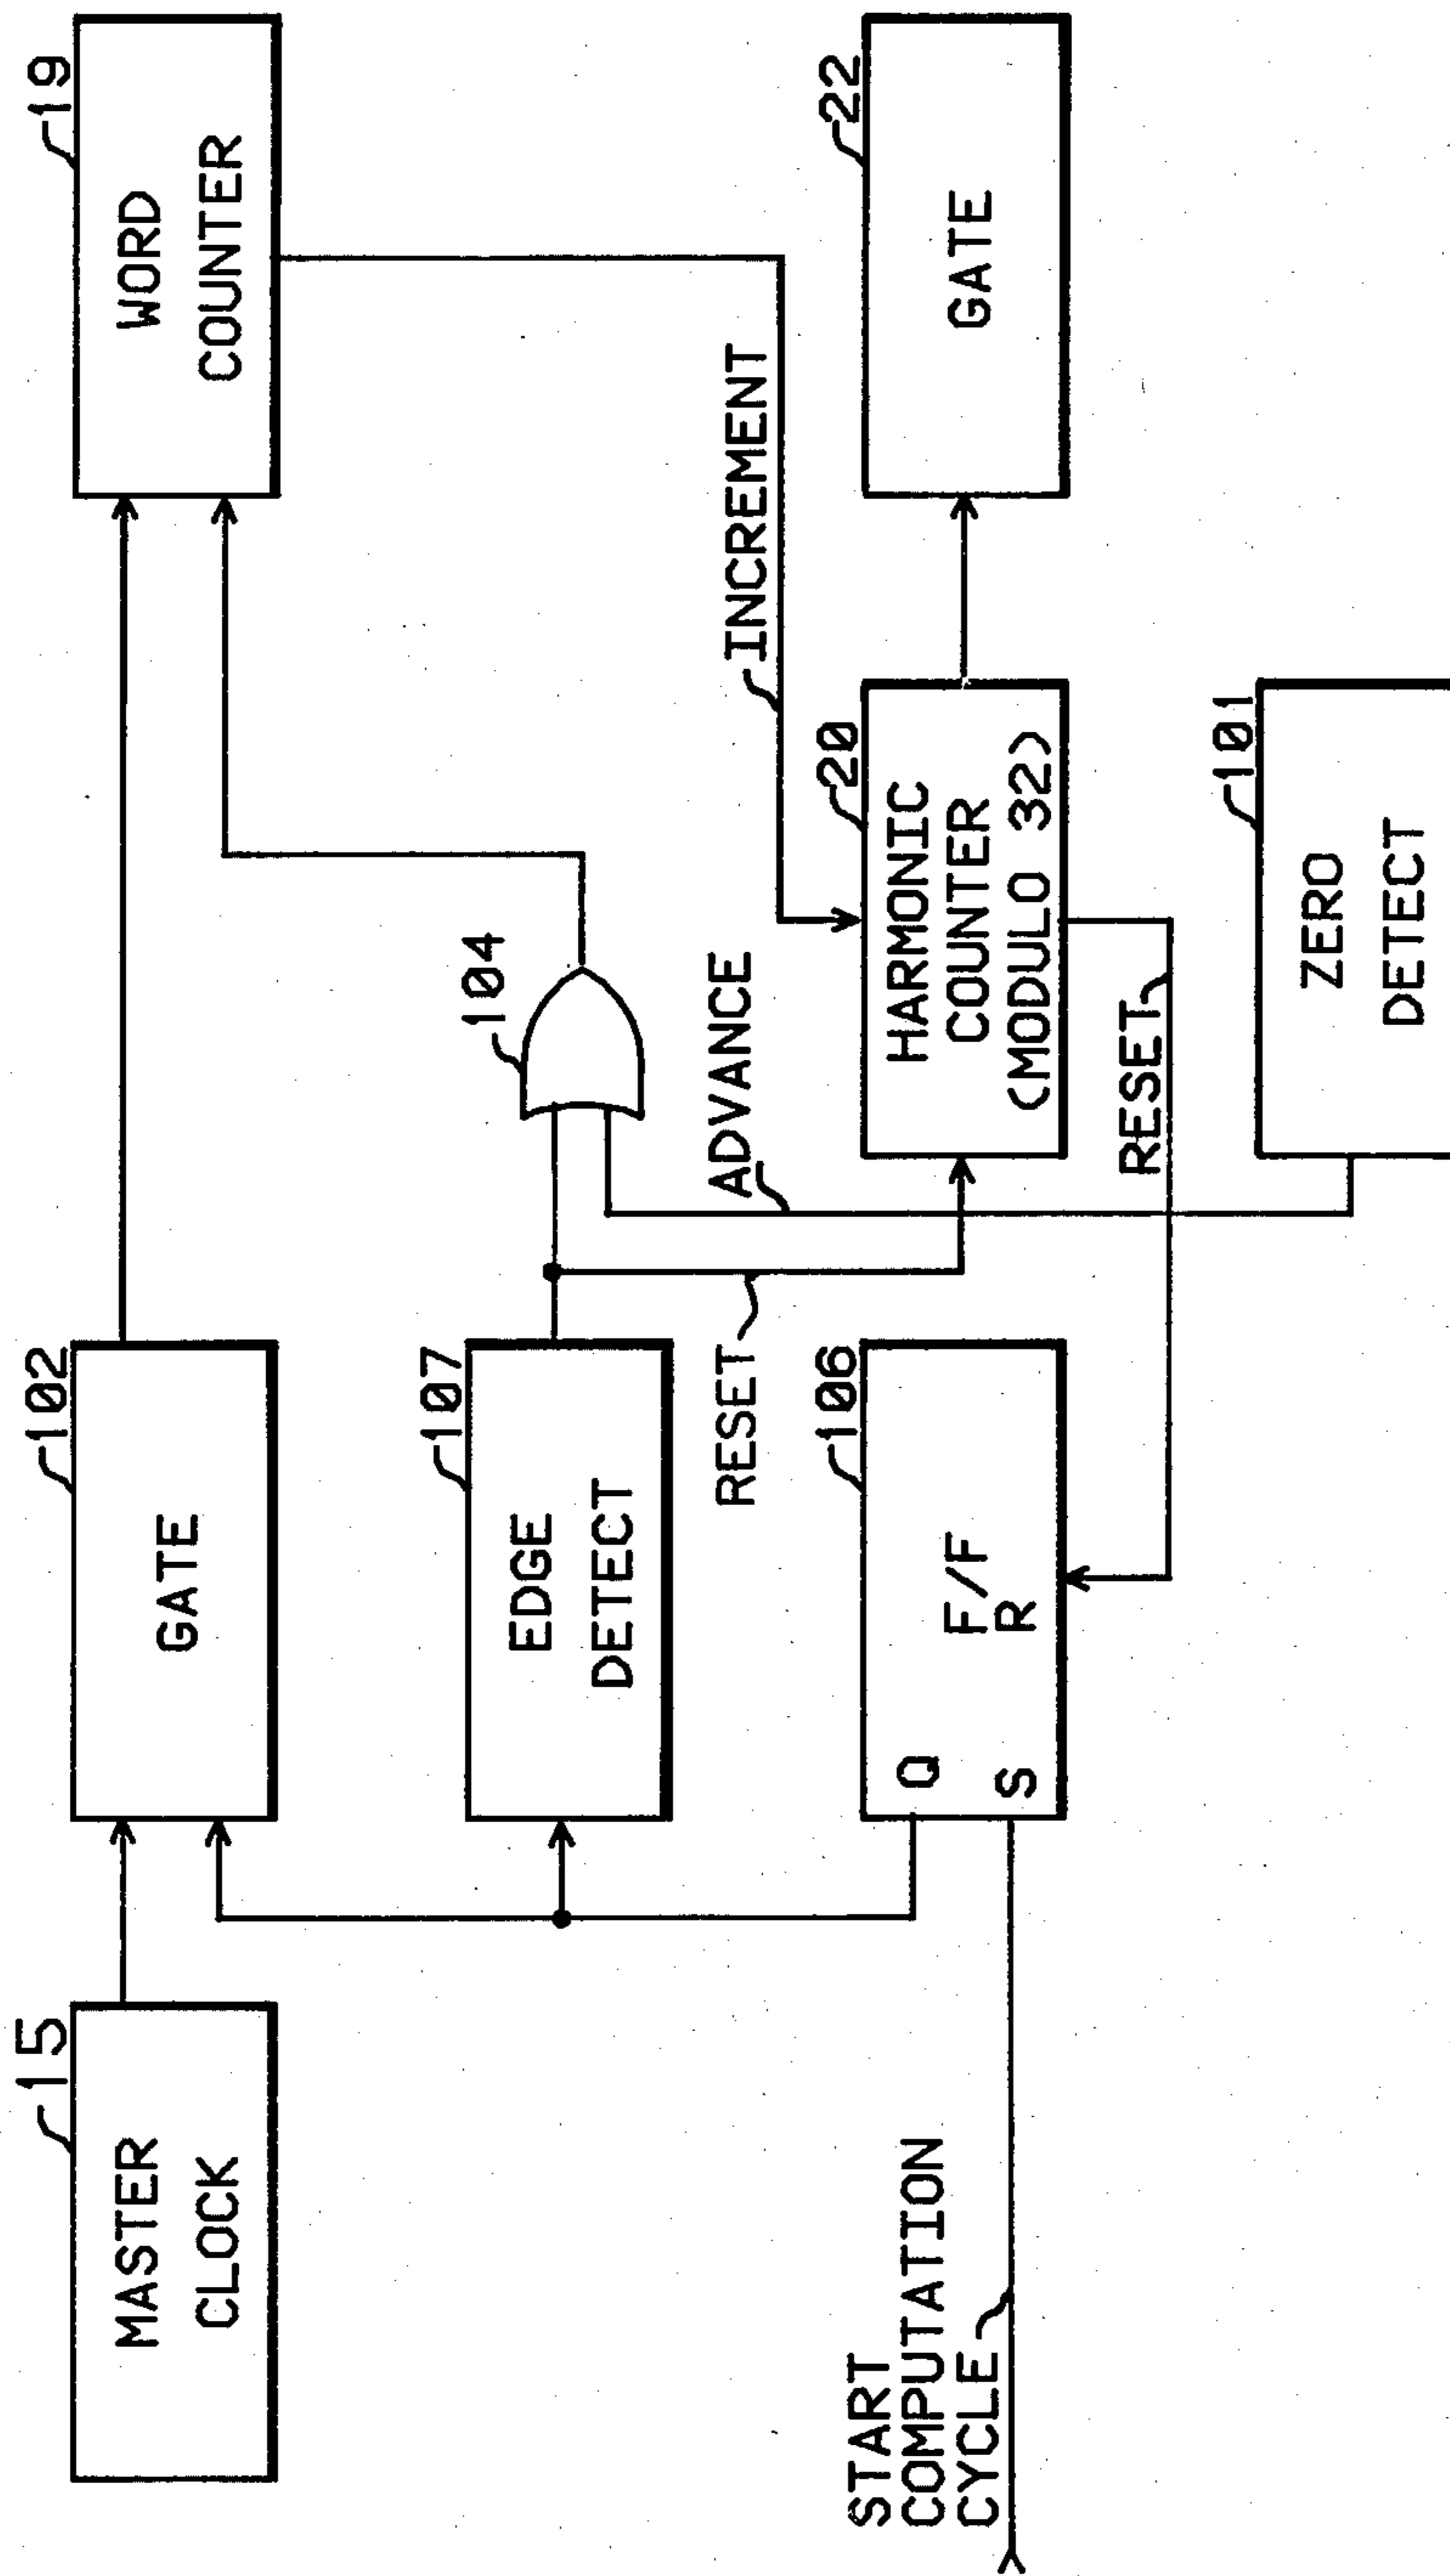 15
MASTER
CLOCK
102
GATE
19
WORD
COUNTER
107
EDGE
DETECT
104
INCREMENT
RESET
ADVANCE
START
COMPUTATION
CYCLE
106
Q
F/F
S
R
20
HARMONIC
COUNTER
(MODULO 32)
22
GATE
RESET
101
ZERO
DETECT